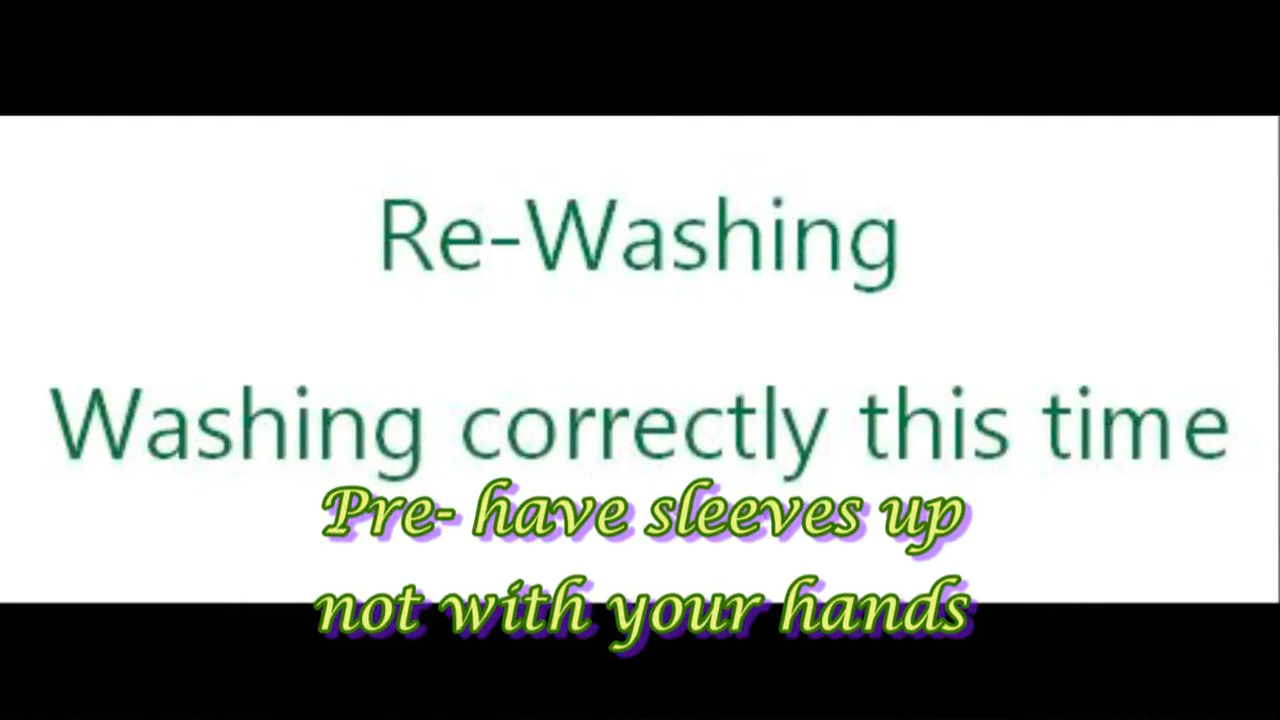 Re-Washing
Washing correctly this time
Pre- have sleeves up
not with your hands